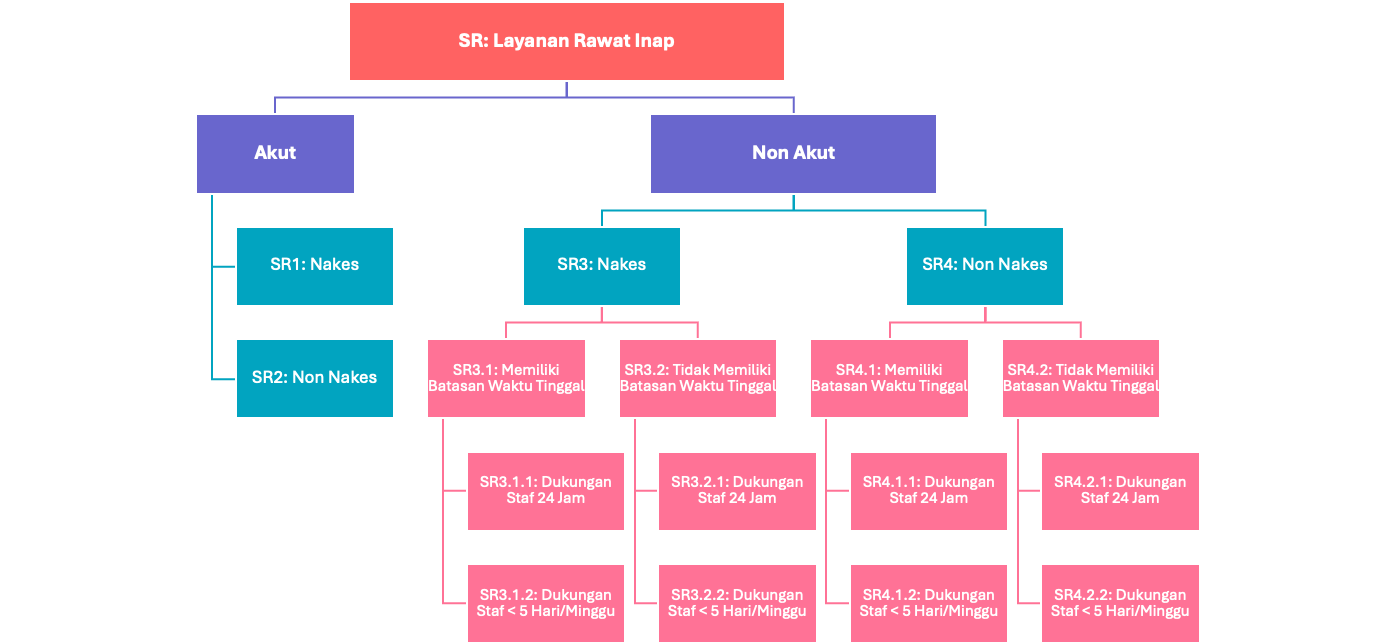 SR: Layanan Rawat Inap
Akut
Non Akut
SR1: Nakes
SR3: Nakes
SR4: Non Nakes
SR2: Non Nakes
SR3.1: Memiliki
Batasan Waktu Tinggal
SR3.2: Tidak Memiliki
Batasan Waktu Tinggal
SR4.1: Memiliki
Batasan Waktu Tinggal
SR4.2: Tidak Memiliki
Batasan Waktu Tinggal
SR3.1.1: Dukungan
Staf 24 Jam
SR3.2.1: Dukungan
Staf 24 Jam
SR4.1.1: Dukungan
Staf 24 Jam
SR4.2.1: Dukungan
Staf 24 Jam
SR3.1.2: Dukungan
Staf < 5 Hari/Minggu
SR3.2.2: Dukungan
Staf < 5 Hari/Minggu
SR4.1.2: Dukungan
Staf < 5 Hari/Minggu
SR4.2.2: Dukungan
Staf < 5 Hari/Minggu